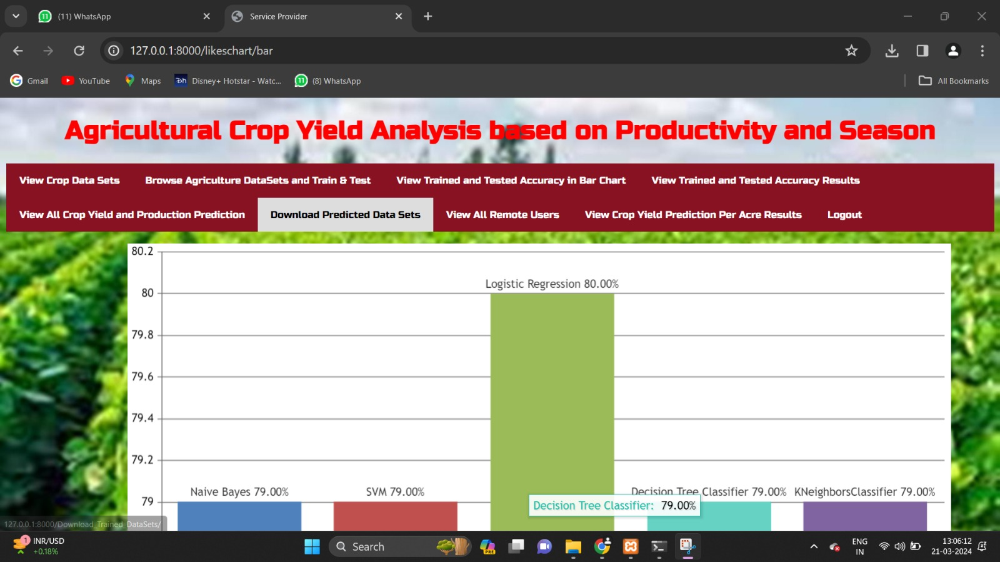 (11) WhatsApp
Service Provider
127.0.0.1:8000/likeschart/bar
Gmail
YouTube
Maps
Disney+ Hotstar - Watc...
(8) WhatsApp
All Bookmarks
Agricultural Crop Yield Analysis based on Productivity and Season
View Crop Data Sets
Browse Agriculture DataSets and Train & Test
View Trained and Tested Accuracy in Bar Chart
View Trained and Tested Accuracy Results
View All Crop Yield and Production Prediction
Download Predicted Data Sets
View All Remote Users
View Crop Yield Prediction Per Acre Results
Logout
80.2
Logistic Regression 80.00%
80
79.8
79.6
79.4
79.2
Naive Bayes 79.00%
SVM 79.00%
Decision Tree Classifier 79.00%
KNeighborsClassifier 79.00%
79
Decision Tree Classifier: 79.00%
127.0.0.1:8000/Download_Trained_DataSets/
1
INR/USD
+0.18%
Search
PRE
ENG
IN
13:06:12
21-03-2024